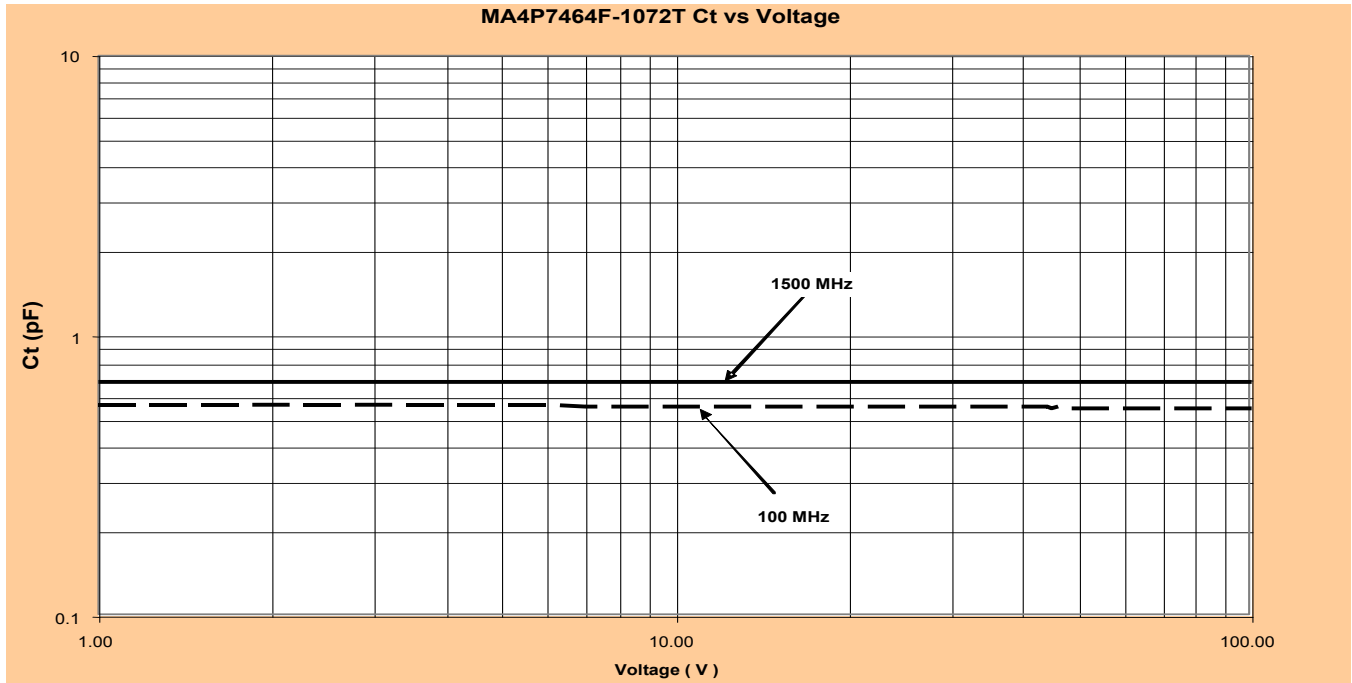 MA4P7464F-1072T Ct vs Voltage
10
1500 MHz
Ct (pF)
1
100 MHz
0.1
1.00
10.00
100.00
Voltage ( V )